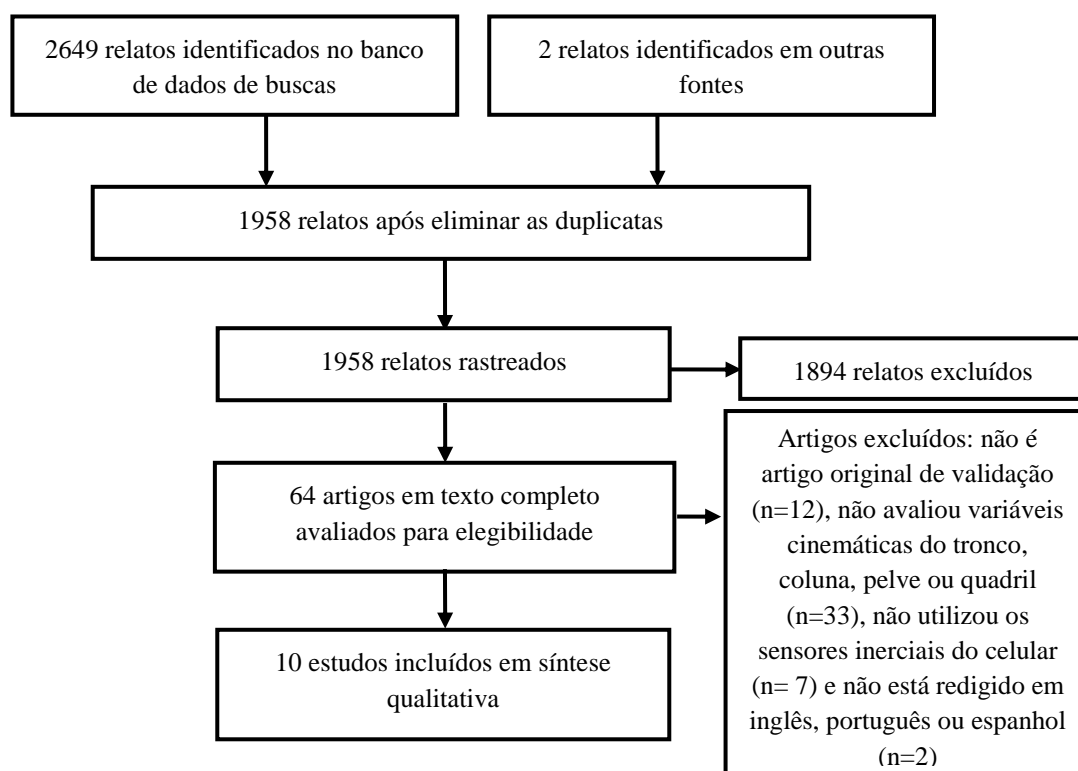 2649 relatos identificados no banco
de dados de buscas
2 relatos identificados em outras
fontes
1958 relatos após eliminar as duplicatas
1958 relatos rastreados
1894 relatos excluídos
64 artigos em texto completo
avaliados para elegibilidade
Artigos excluídos: não é
artigo original de validação
(n=12), não avaliou variáveis
cinemáticas do tronco,
coluna, pelve ou quadril
(n=33), não utilizou os
sensores inerciais do celular
(n= 7) e não está redigido em
inglês, português ou espanhol
(n=2)
10 estudos incluídos em síntese
qualitativa